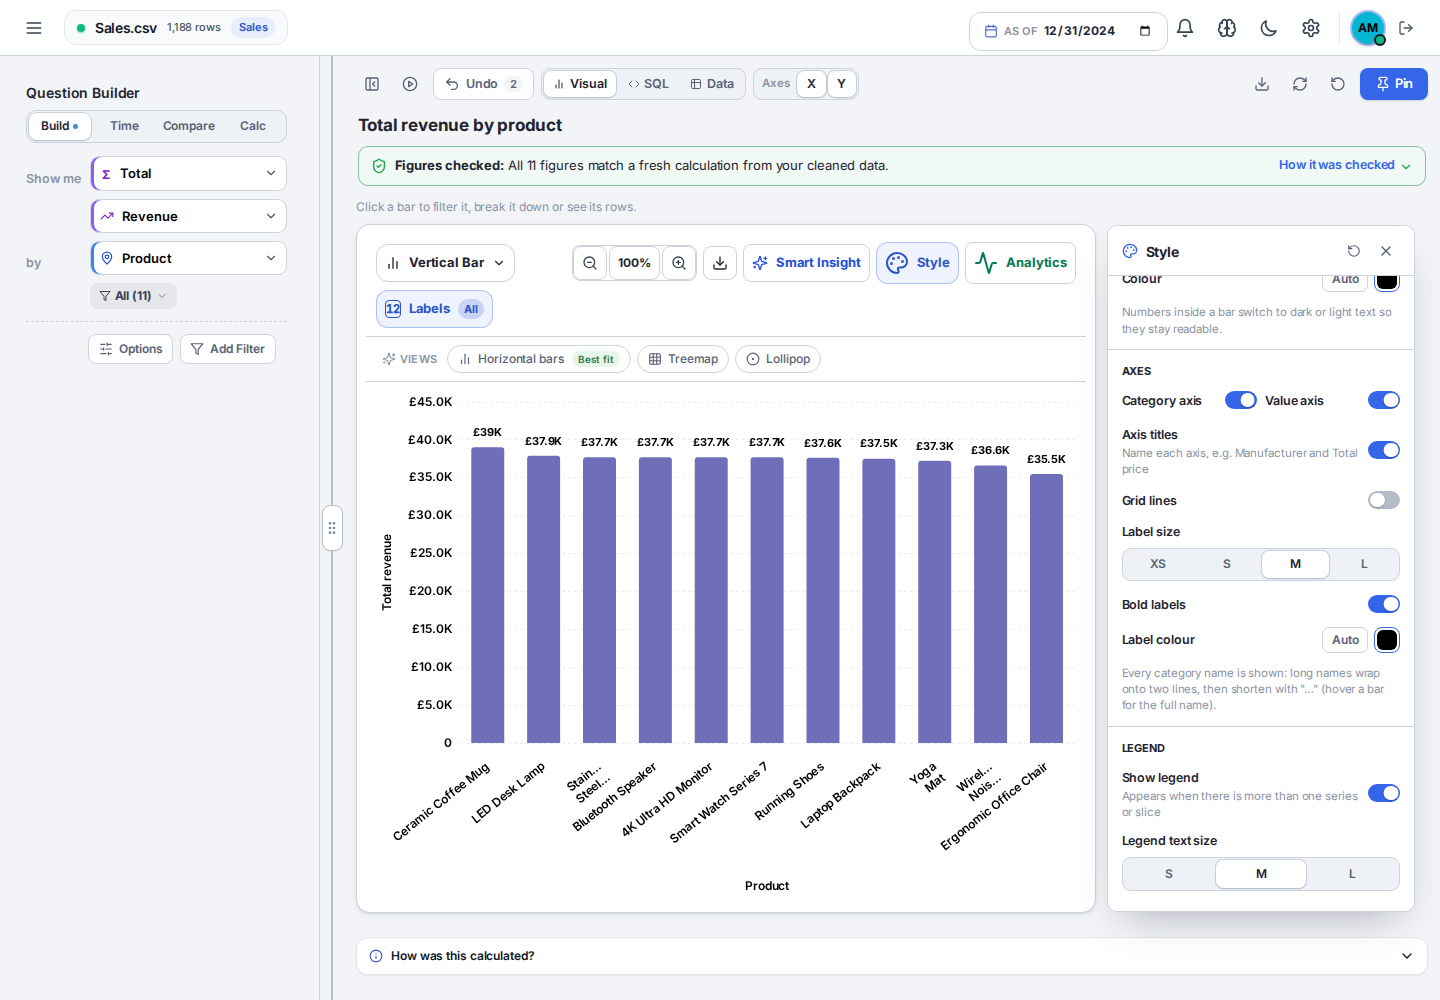 Sales.csv 1,188 rows Sales
AS OF 12/31/2024
AM
Question Builder
Build Time Compare Calc
Show me Total
Revenue
by Product
All (11)
Options Add Filter
Undo 2 Visual SQL Data Axes X Y
Pin
Total revenue by product
Figures checked: All 11 figures match a fresh calculation from your cleaned data. How it was checked
Click a bar to filter it, break it down or see its rows.
Vertical Bar 100% Smart Insight Style Analytics
12 Labels All
VIEWS Horizontal bars Best fit Treemap Lollipop
£45.0K
£40.0K
£35.0K
£30.0K
£25.0K
£20.0K
£15.0K
£10.0K
£5.0K
0
Total revenue
£39K £37.9K £37.7K £37.7K £37.7K £37.7K £37.6K £37.5K £37.3K £36.6K £35.5K
Ceramic Coffee Mug
LED Desk Lamp
Stain...
Steel...
Bluetooth Speaker
4K Ultra HD Monitor
Smart Watch Series 7
Running Shoes
Laptop Backpack
Yoga
Mat
Wirel...
Nois...
Ergonomic Office Chair
Product
Style
Colour Auto
Numbers inside a bar switch to dark or light text so
they stay readable.
AXES
Category axis Value axis
Axis titles
Name each axis, e.g. Manufacturer and Total
price
Grid lines
Label size
XS S M L
Bold labels
Label colour Auto
Every category name is shown: long names wrap
onto two lines, then shorten with "..." (hover a bar
for the full name).
LEGEND
Show legend
Appears when there is more than one series
or slice
Legend text size
S M L
How was this calculated?